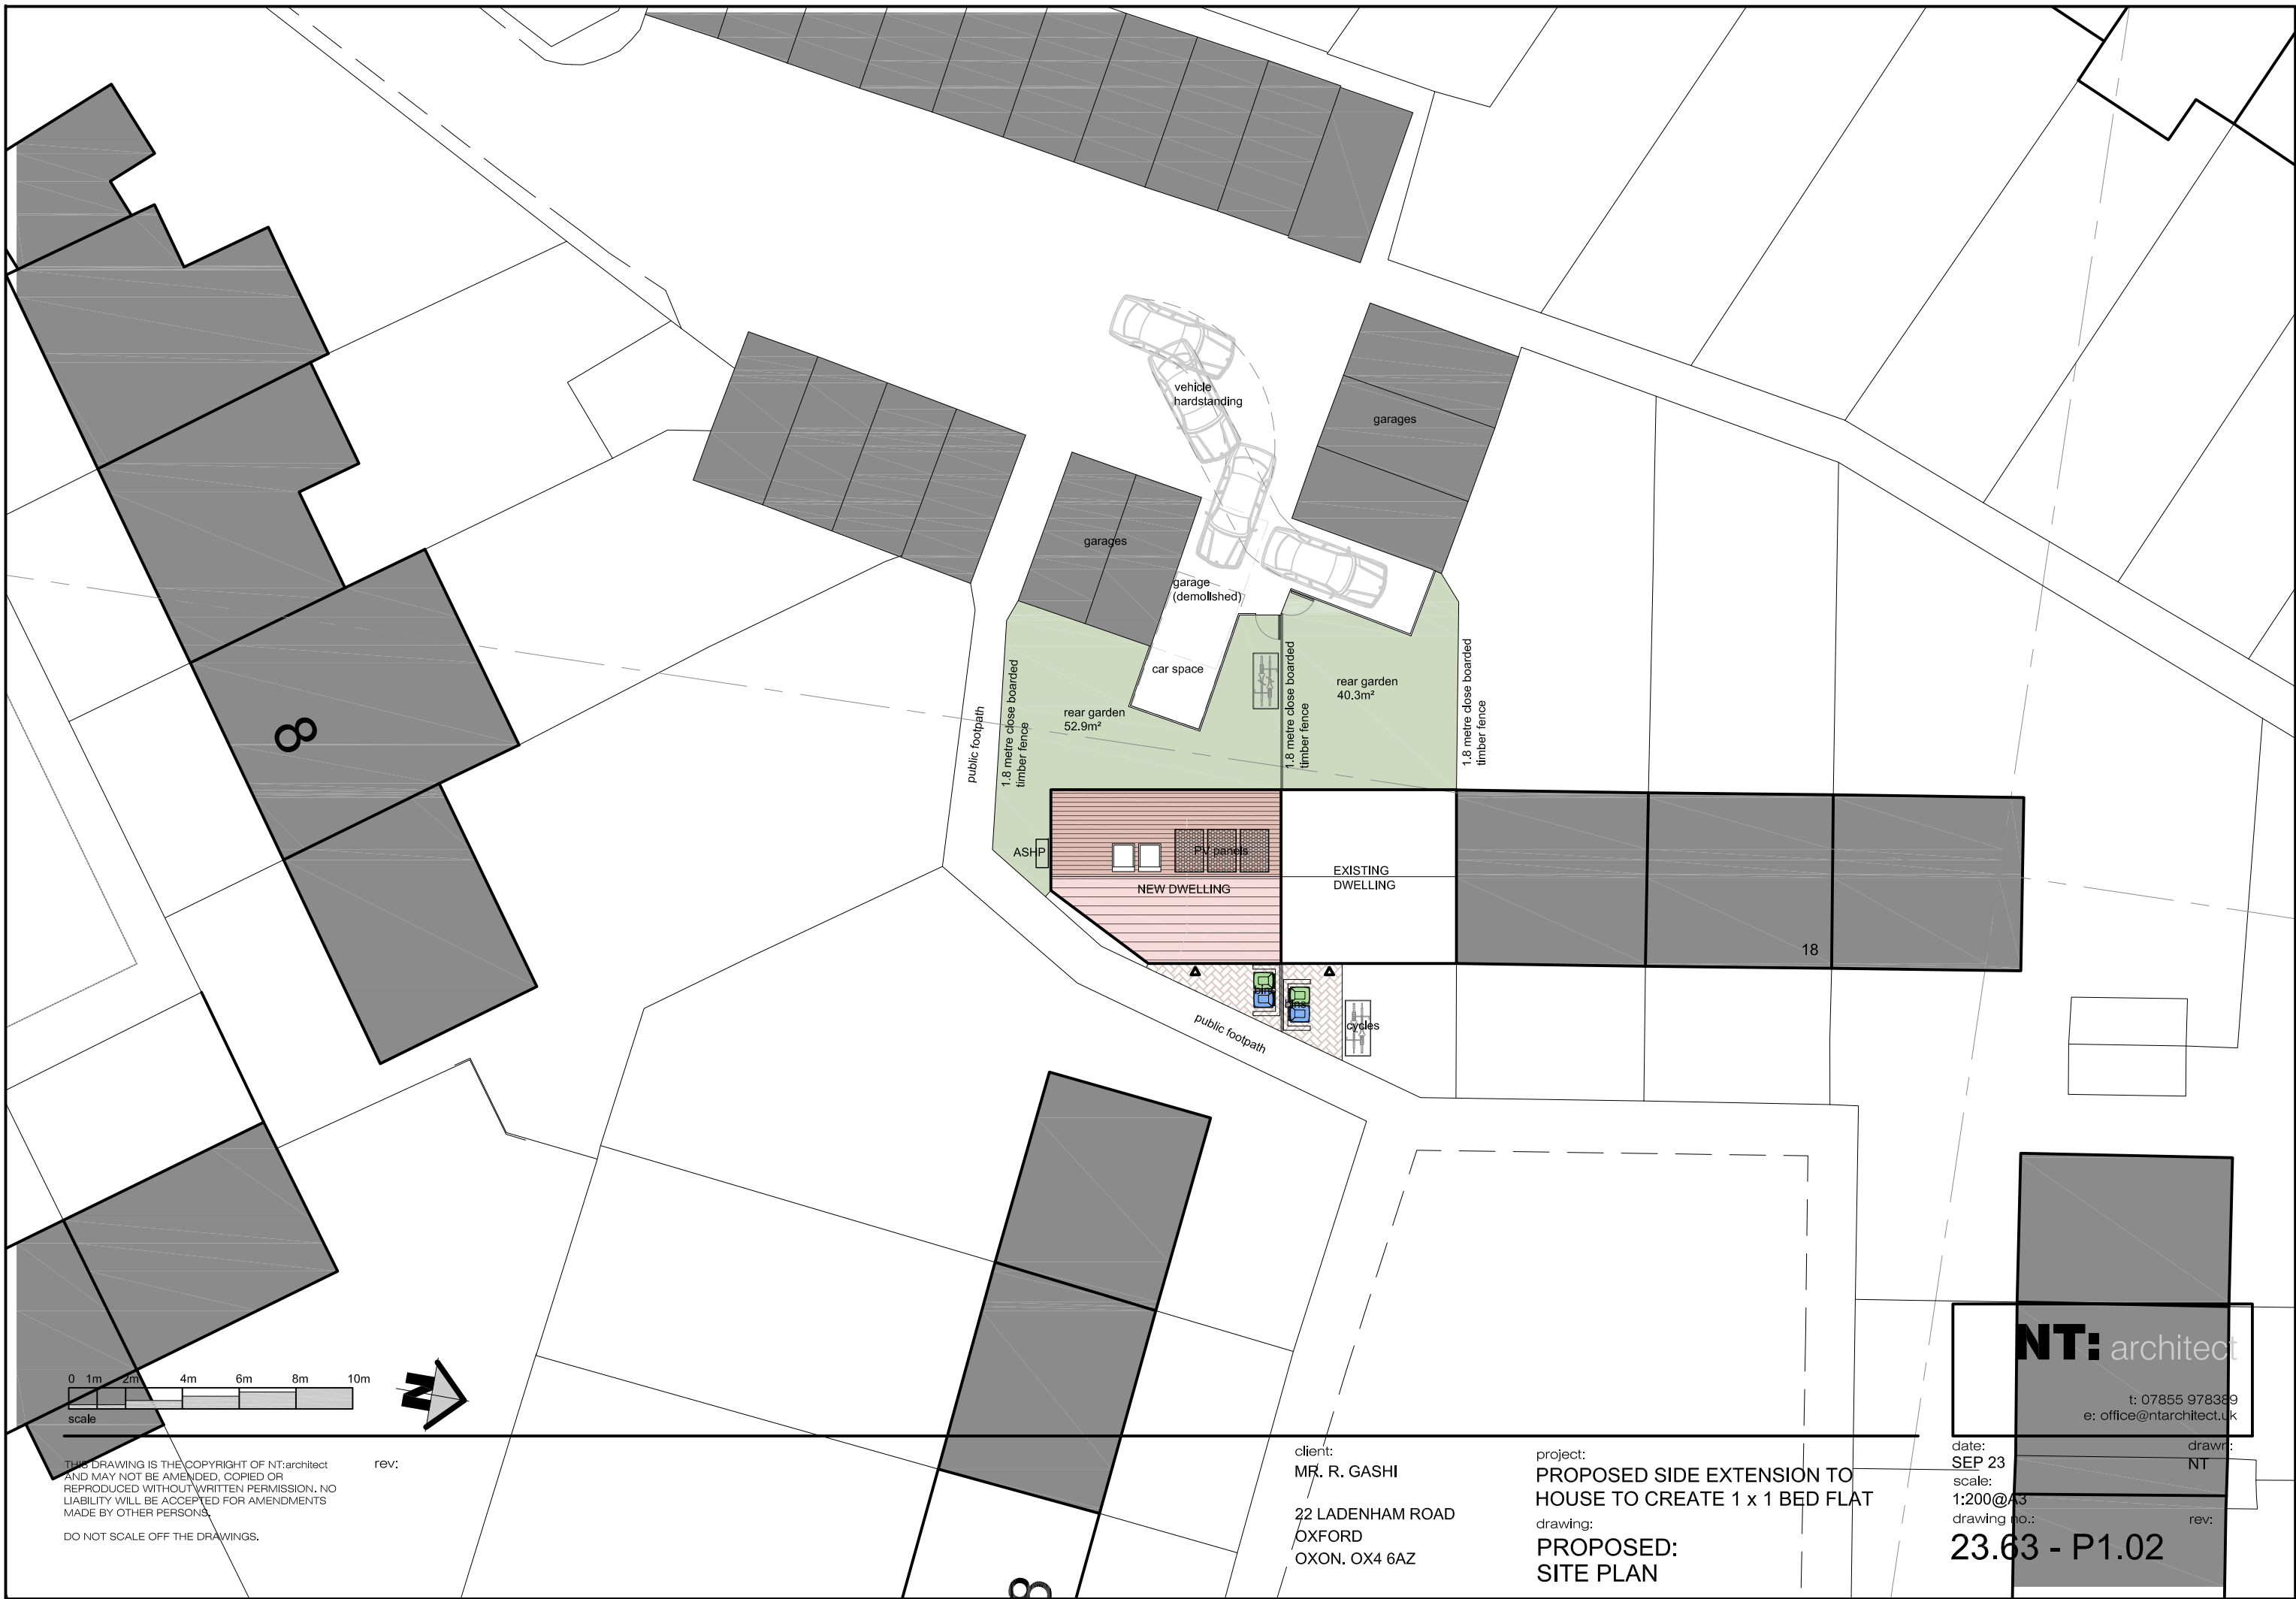 vehicle
hardstanding
garages
garages
garage
(demolished)
car space
rear garden
40.3m²
rear garden
52.9m²
public footpath
1.8 metre close boarded
timber fence
1.8 metre close boarded
timber fence
1.8 metre close boarded
timber fence
8
ASHP
PV panels
NEW DWELLING
EXISTING
DWELLING
18
bins
bins
cycles
public footpath
8
0 1m 2m 4m 6m 8m 10m
scale
N
NT: architect
t: 07855 978389
e: office@ntarchitect.uk
THIS DRAWING IS THE COPYRIGHT OF NT:architect
AND MAY NOT BE AMENDED, COPIED OR
REPRODUCED WITHOUT WRITTEN PERMISSION. NO
LIABILITY WILL BE ACCEPTED FOR AMENDMENTS
MADE BY OTHER PERSONS.
DO NOT SCALE OFF THE DRAWINGS.
rev:
client:
MR. R. GASHI
22 LADENHAM ROAD
OXFORD
OXON. OX4 6AZ
project:
PROPOSED SIDE EXTENSION TO
HOUSE TO CREATE 1 x 1 BED FLAT
drawing:
PROPOSED:
SITE PLAN
date:
SEP 23
drawn:
NT
scale:
1:200@A3
drawing no.:
rev:
23.63 - P1.02